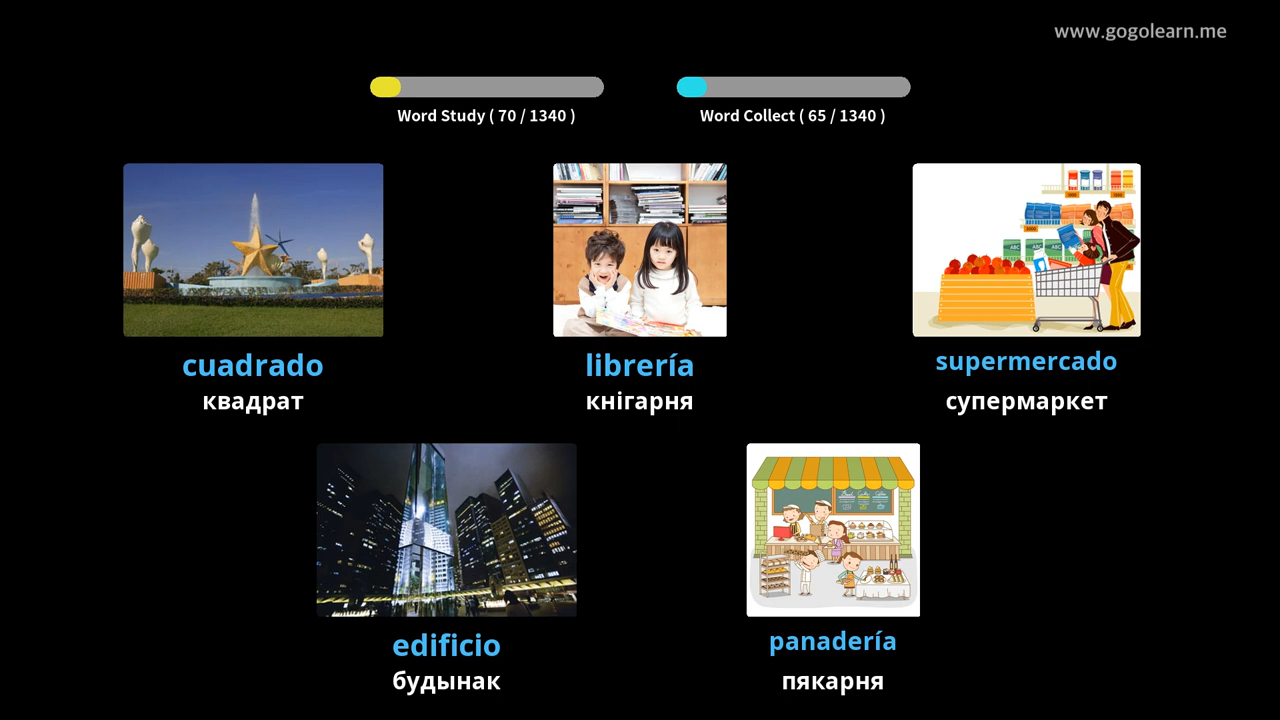 www.gogolearn.me
Word Study ( 70 / 1340 )
Word Collect ( 65 / 1340 )
cuadrado
квадрат
librería
кнігарня
supermercado
супермаркет
edificio
будынак
panadería
пякарня